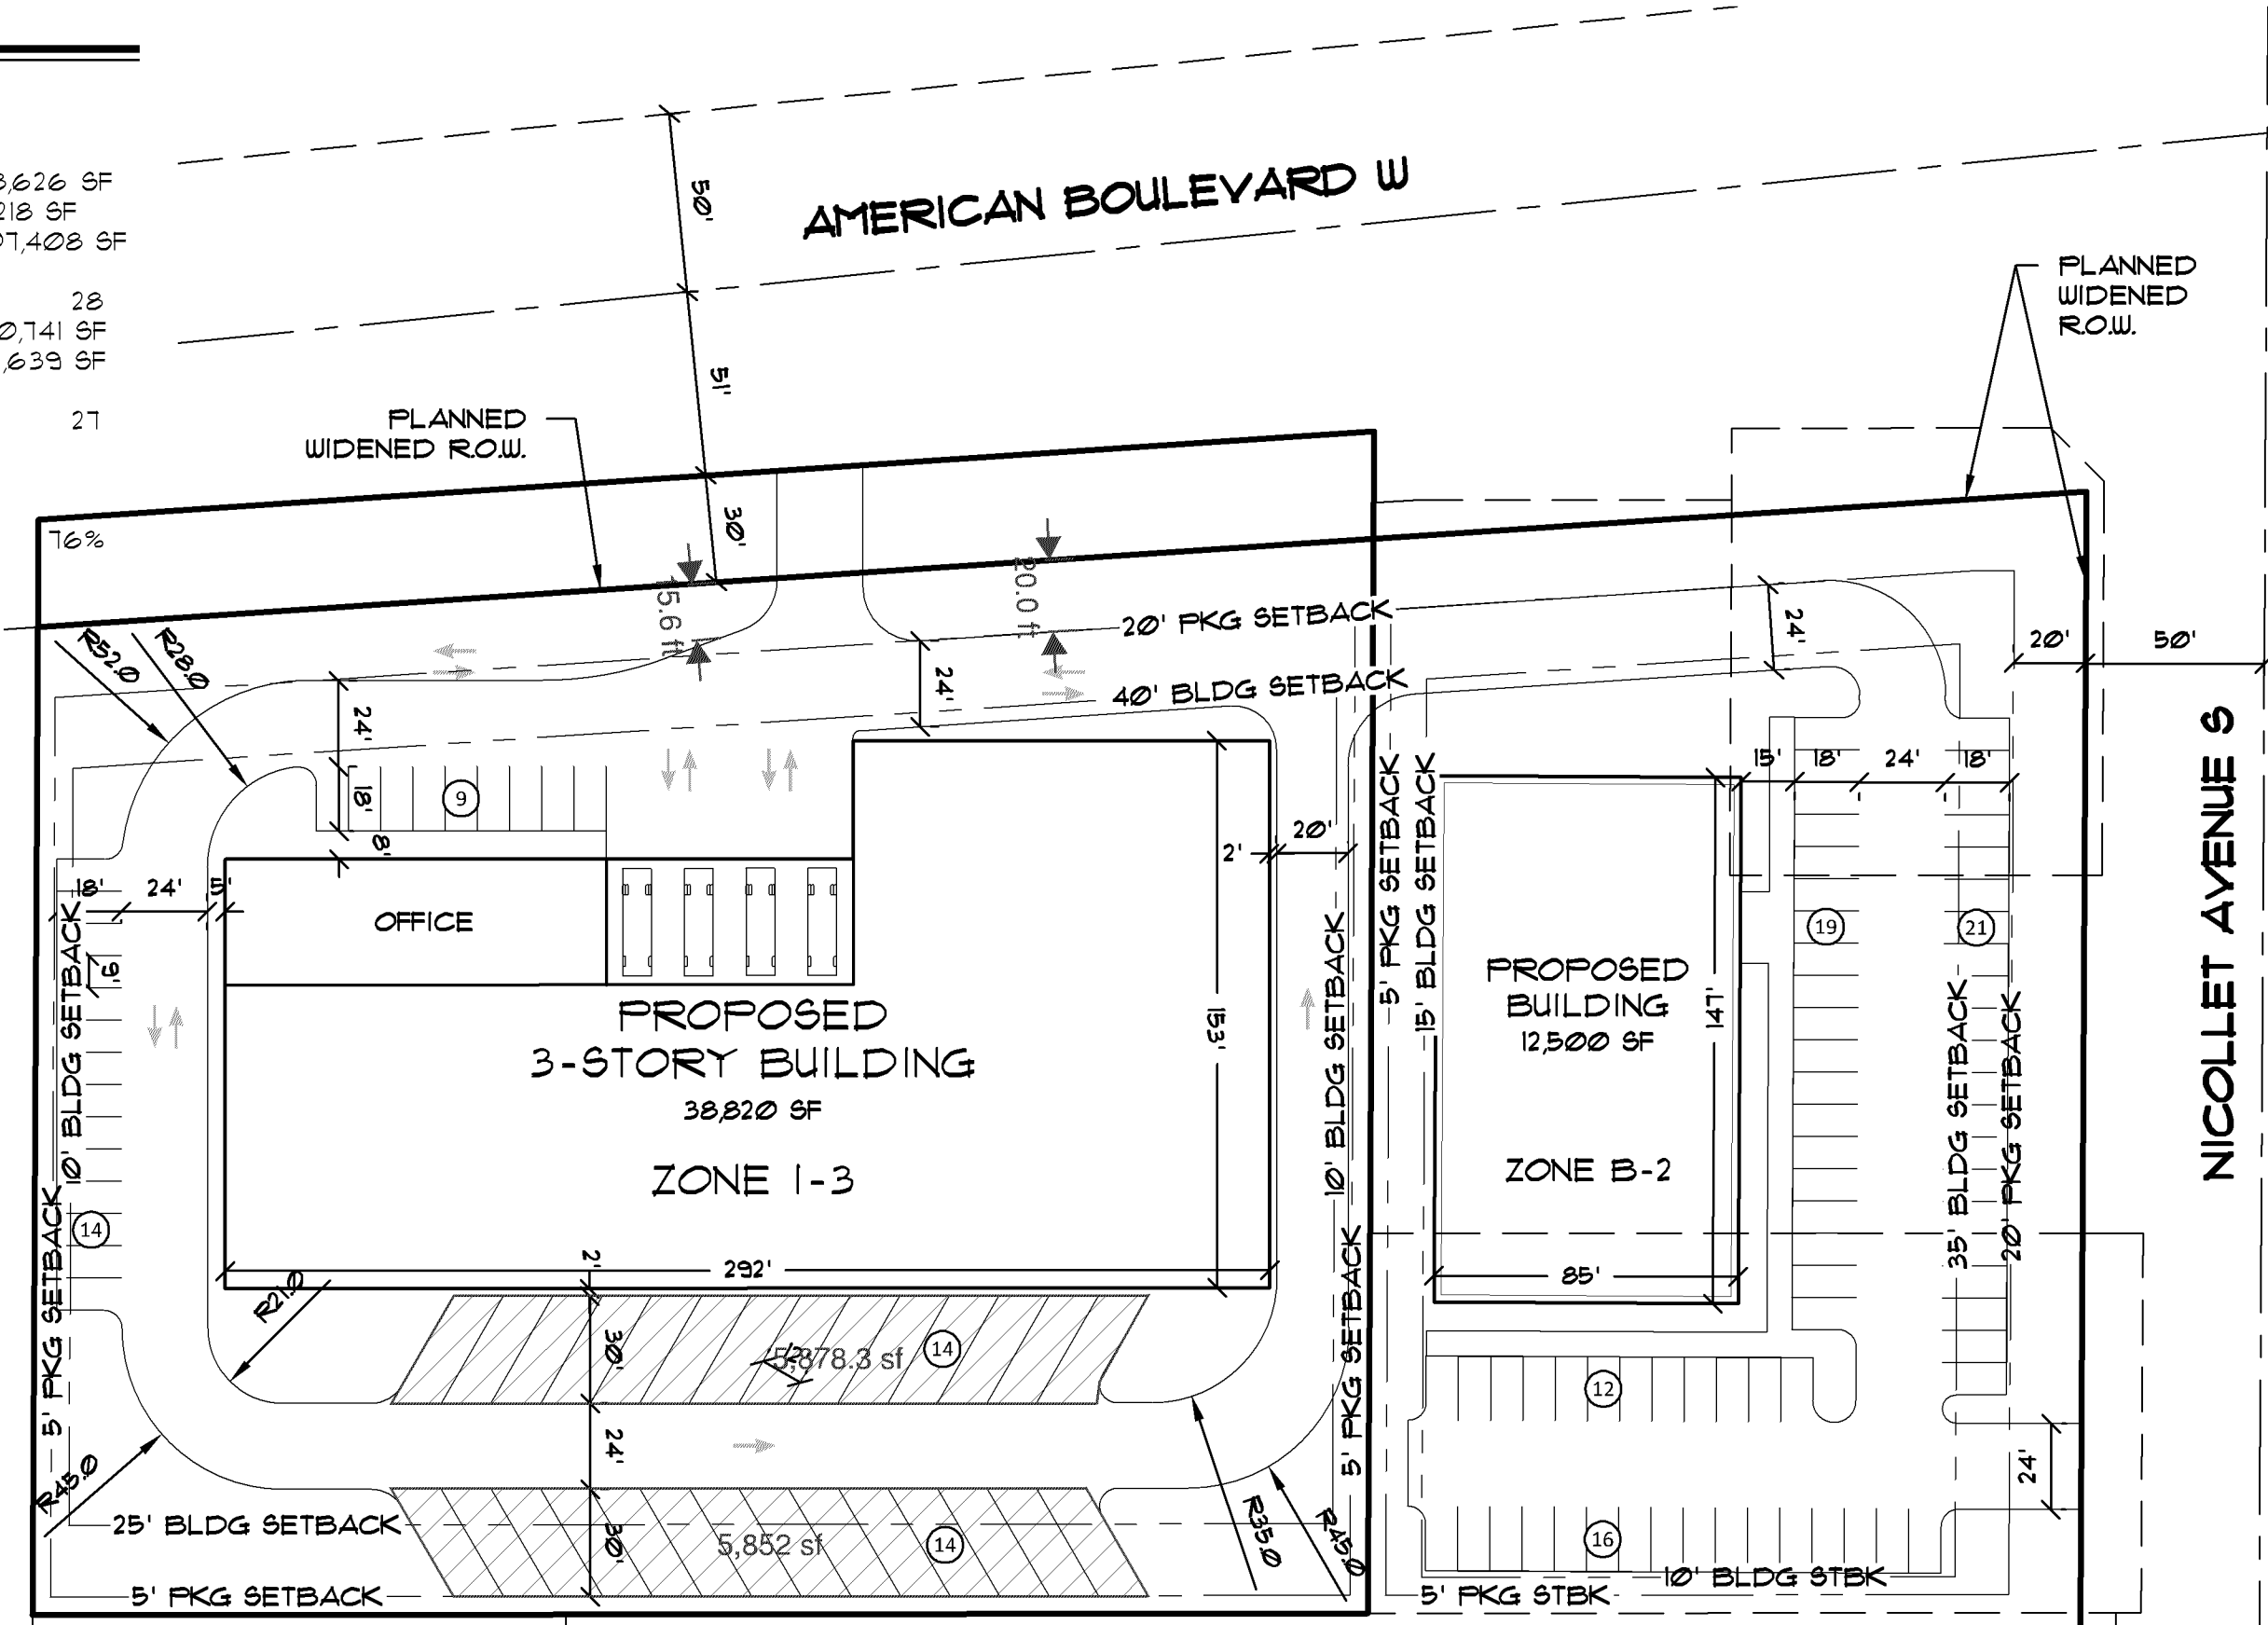 3,626 SF
218 SF
97,408 SF
28
0,741 SF
,639 SF
27
AMERICAN BOULEVARD W
50'
51'
30'
PLANNED
WIDENED R.O.W.
PLANNED
WIDENED
R.O.W.
76%
R52.0
R28.0
15.6 ft
20.0 ft
20' PKG SETBACK
40' BLDG SETBACK
24'
24'
24'
20'
50'
18'
8'
9
15'
18'
24'
18'
2'
20'
18'
24'
5'
9'
OFFICE
PROPOSED
3-STORY BUILDING
38,820 SF
ZONE I-3
153'
292'
2'
10' BLDG SETBACK
5' PKG SETBACK
14
10' BLDG SETBACK
5' PKG SETBACK
5' PKG SETBACK
15' BLDG SETBACK
PROPOSED
BUILDING
12,500 SF
ZONE B-2
147'
85'
19
21
35' BLDG SETBACK
20' PKG SETBACK
NICOLLET AVENUE S
R21.0
R45.0
30'
5,878.3 sf
14
12'
24'
30'
5,852 sf
14
R35.0
R45.0
12
16
24'
25' BLDG SETBACK
5' PKG SETBACK
5' PKG STBK
10' BLDG STBK